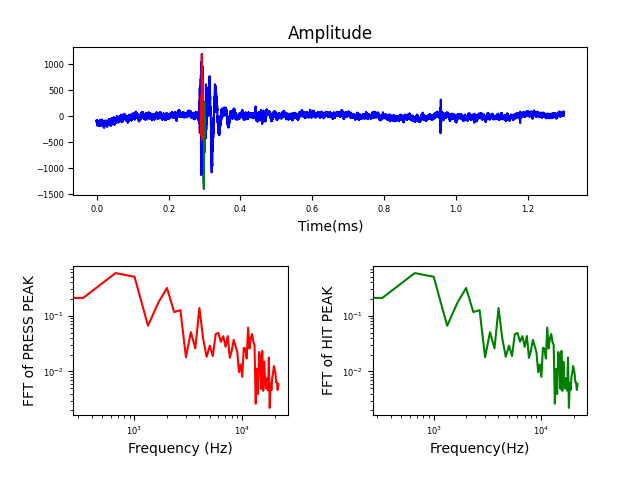 Amplitude
1000
500
0
−500
−1000
−1500
0.0 0.2 0.4 0.6 0.8 1.0 1.2
Time(ms)
FFT of PRESS PEAK
10⁻¹
10⁻²
10³ 10⁴
Frequency (Hz)
FFT of HIT PEAK
10⁻¹
10⁻²
10³ 10⁴
Frequency(Hz)